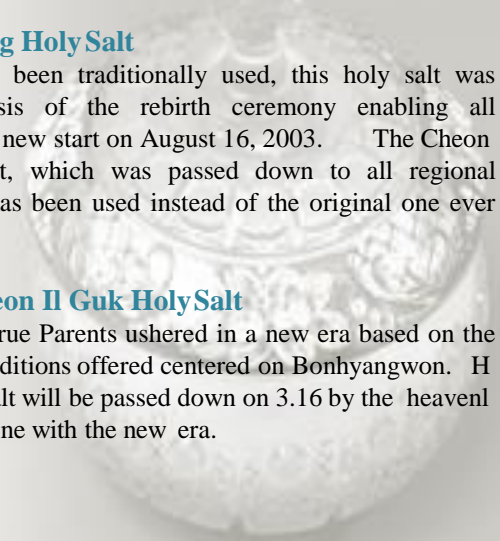 g Holy Salt
been traditionally used, this holy salt was
sis of the rebirth ceremony enabling all
new start on August 16, 2003. The Cheon
t, which was passed down to all regional
as been used instead of the original one ever
eon Il Guk Holy Salt
rue Parents ushered in a new era based on the
ditions offered centered on Bonhyangwon. H
lt will be passed down on 3.16 by the heavenl
ne with the new era.